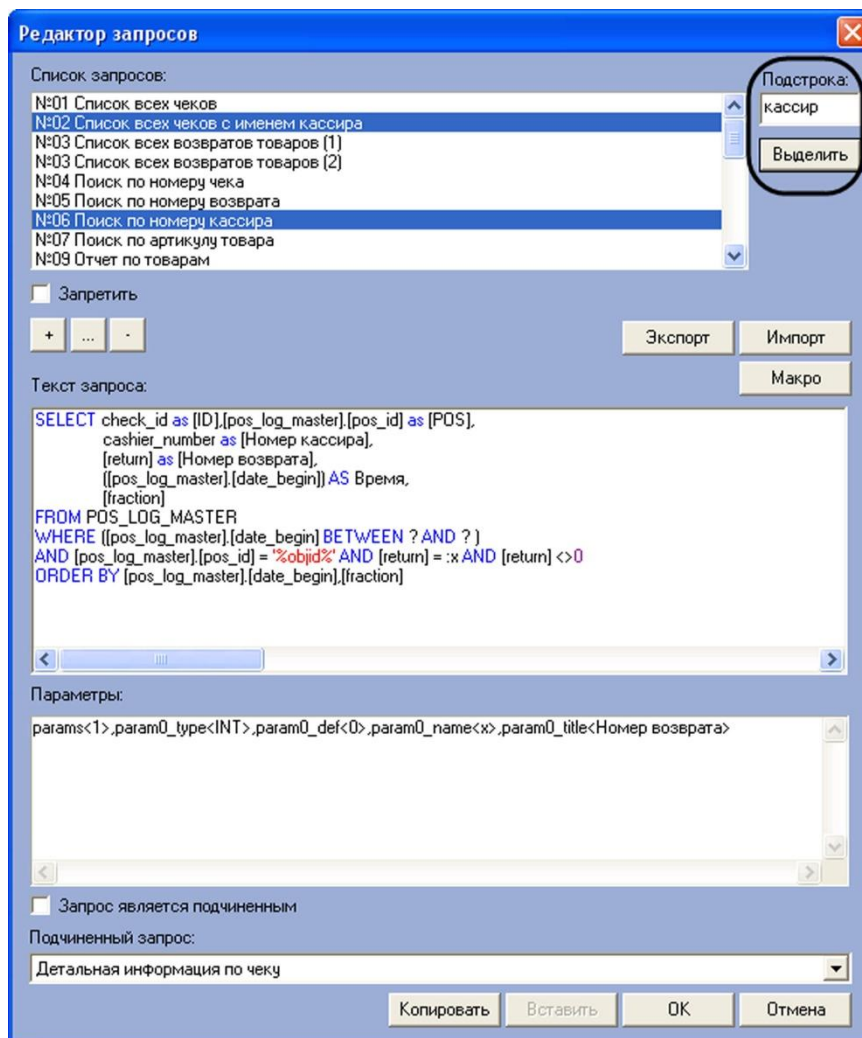 Редактор запросов
Список запросов:
Подстрока:
№01 Список всех чеков
кассир
№02 Список всех чеков с именем кассира
№03 Список всех возвратов товаров (1)
№03 Список всех возвратов товаров (2)
Выделить
№04 Поиск по номеру чека
№05 Поиск по номеру возврата
№06 Поиск по номеру кассира
№07 Поиск по артикулу товара
№09 Отчет по товарам
Запретить
+ ... -
Экспорт
Импорт
Макро
Текст запроса:
SELECT check_id as [ID],[pos_log_master].[pos_id] as [POS],
cashier_number as [Номер кассира],
[return] as [Номер возврата],
([pos_log_master].[date_begin]) AS Время,
[fraction]
FROM POS_LOG_MASTER
WHERE ([pos_log_master].[date_begin] BETWEEN ? AND ? )
AND [pos_log_master].[pos_id] = '%objid%' AND [return] = :x AND [return] <>0
ORDER BY [pos_log_master].[date_begin],[fraction]
Параметры:
params<1>,param0_type<INT>,param0_def<0>,param0_name<x>,param0_title<Номер возврата>
Запрос является подчиненным
Подчиненный запрос:
Детальная информация по чеку
Копировать
Вставить
OK
Отмена